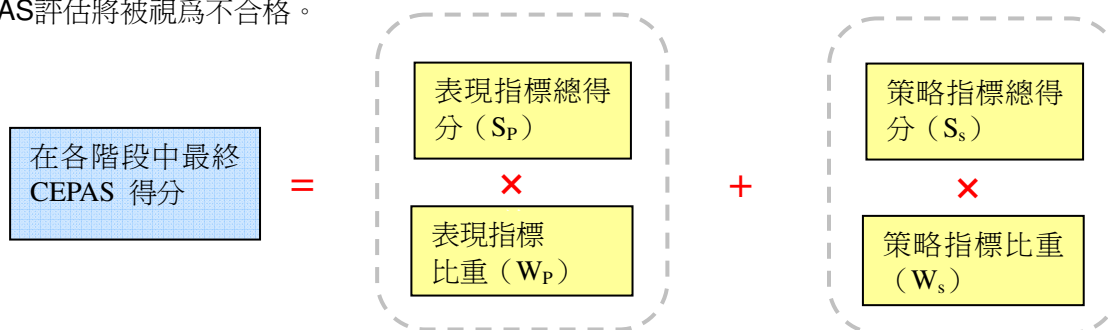 AS評估將被視爲不合格。
在各階段中最終
CEPAS 得分
=
表現指標總得
分（SP）
×
表現指標
比重（WP）
+
策略指標總得
分（Ss）
×
策略指標比重
（Ws）